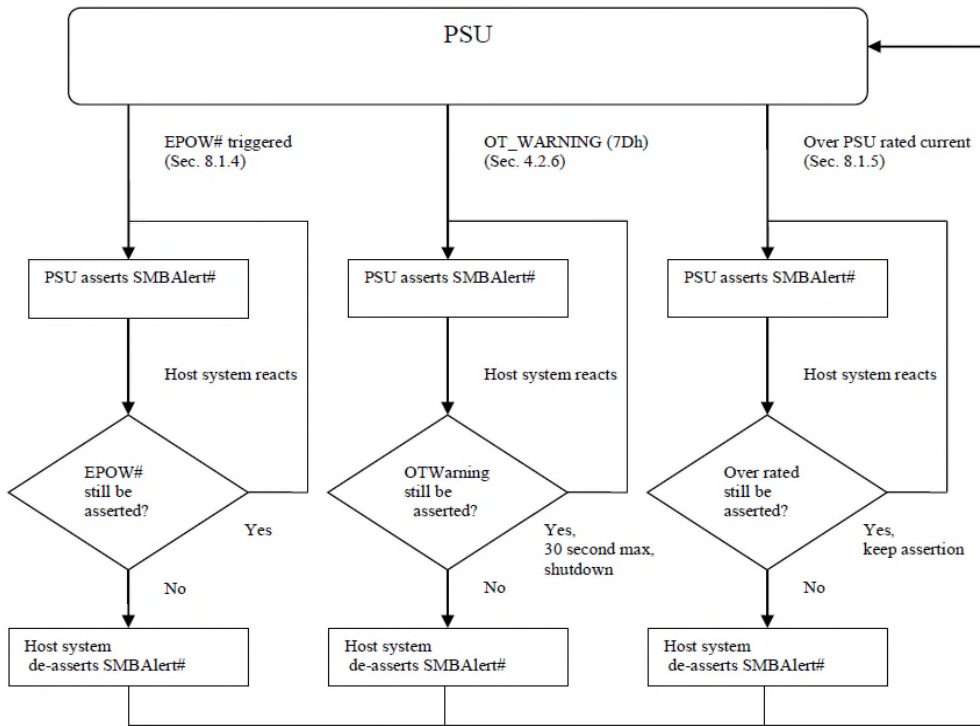 PSU
EPOW# triggered
(Sec. 8.1.4)
OT_WARNING (7Dh)
(Sec. 4.2.6)
Over PSU rated current
(Sec. 8.1.5)
PSU asserts SMBAlert#
PSU asserts SMBAlert#
PSU asserts SMBAlert#
Host system reacts
Host system reacts
Host system reacts
EPOW#
still be
asserted?
OTWarning
still be
asserted?
Over rated
still be
asserted?
Yes
Yes,
30 second max,
shutdown
Yes,
keep assertion
No
No
No
Host system
de-asserts SMBAlert#
Host system
de-asserts SMBAlert#
Host system
de-asserts SMBAlert#